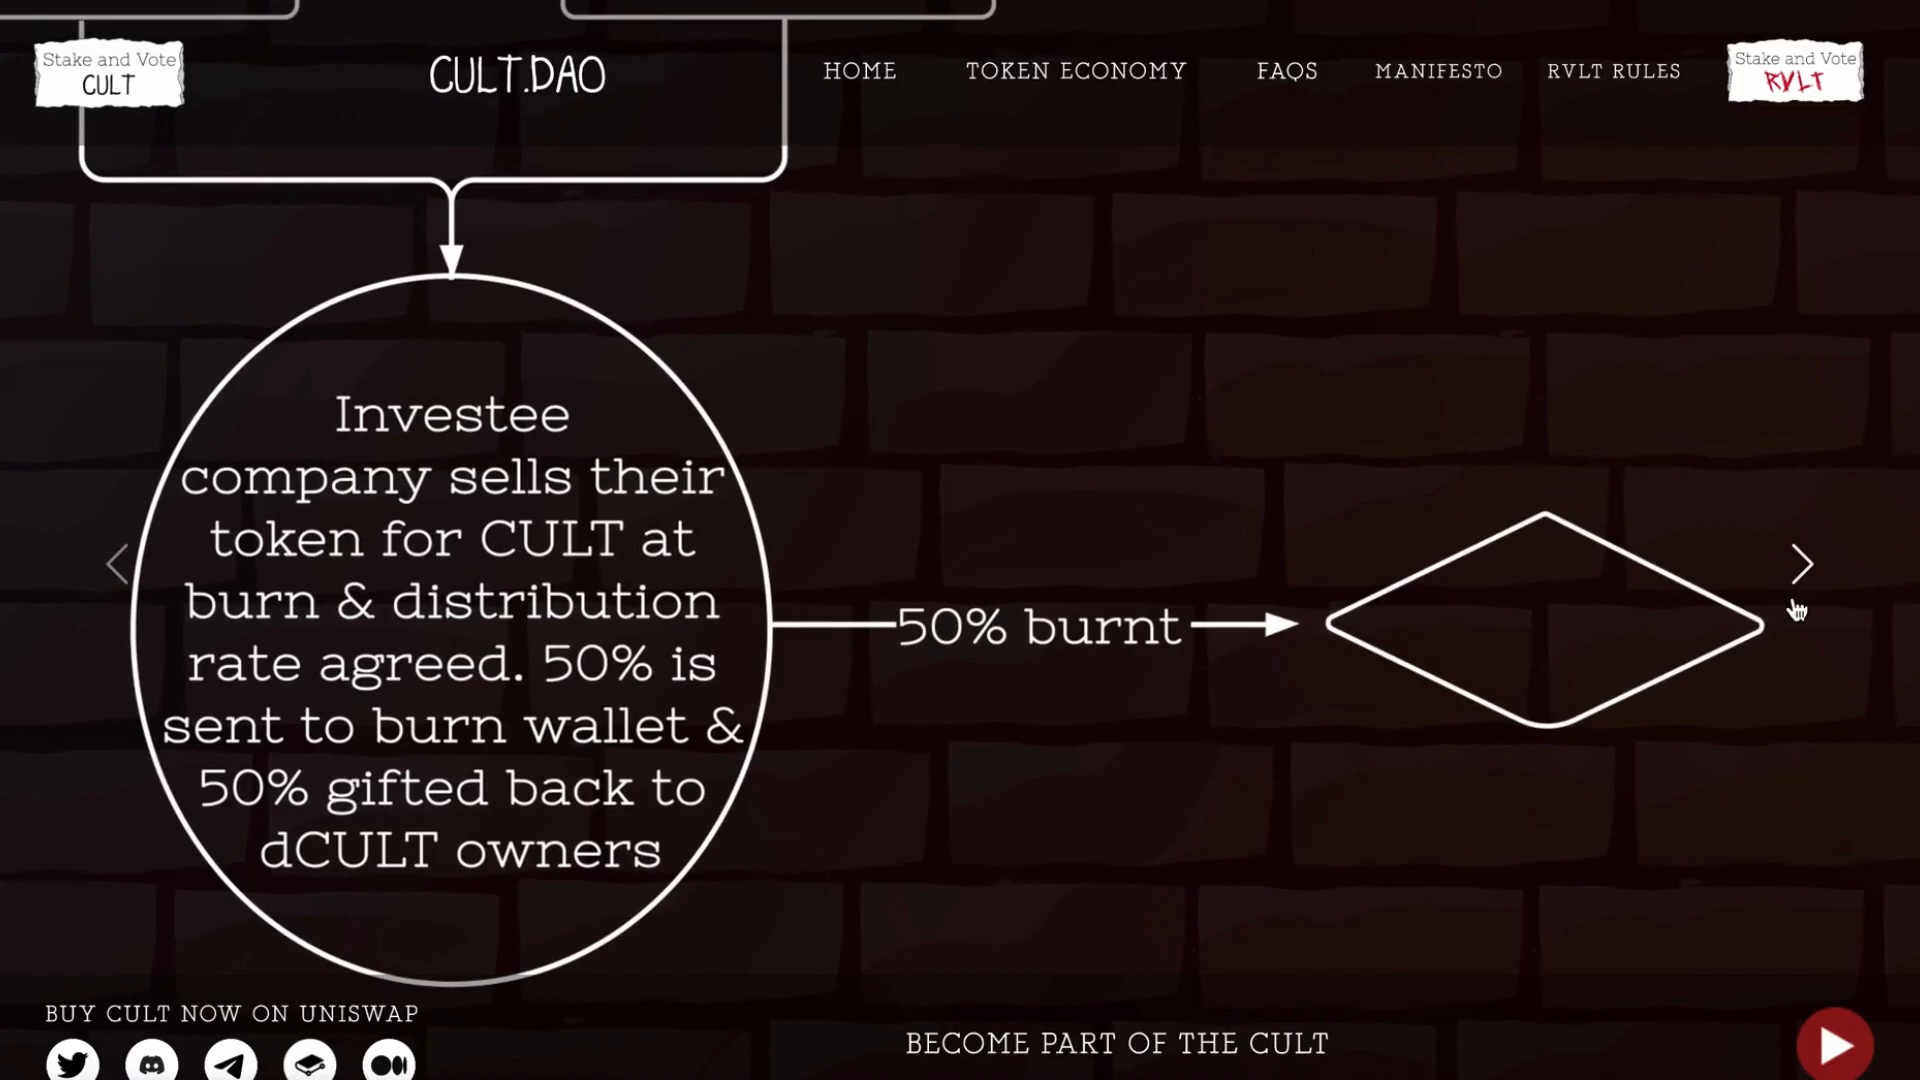 Stake and Vote
CULT
CULT.DAO
HOME
TOKEN ECONOMY
FAQS
MANIFESTO
RVLT RULES
Stake and Vote
RVLT
Investee
company sells their
token for CULT at
burn & distribution
rate agreed. 50% is
sent to burn wallet &
50% gifted back to
dCULT owners
50% burnt
BUY CULT NOW ON UNISWAP
BECOME PART OF THE CULT